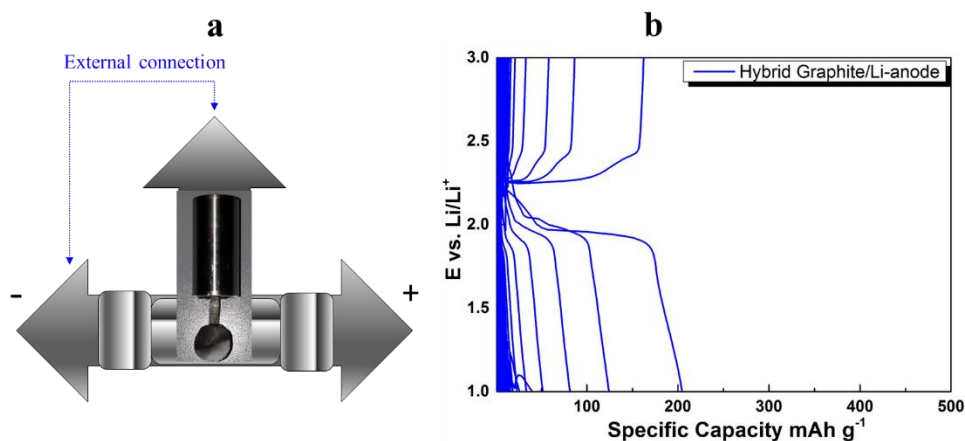 a
External connection
-
+
b
Hybrid Graphite/Li-anode
E vs. Li/Li⁺
3.0
2.5
2.0
1.5
1.0
0 100 200 300 400 500
Specific Capacity mAh g⁻¹